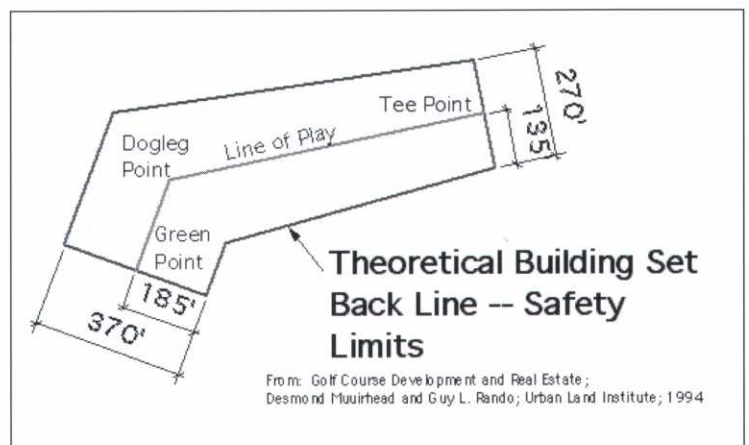 270'
135'
Tee Point
Dogleg
Point
Line of Play
Green
Point
185'
370'
Theoretical Building Set
Back Line -- Safety
Limits
From: Golf Course Development and Real Estate;
Desmond Muuirhead and Guy L. Rando; Urban Land Institute; 1994